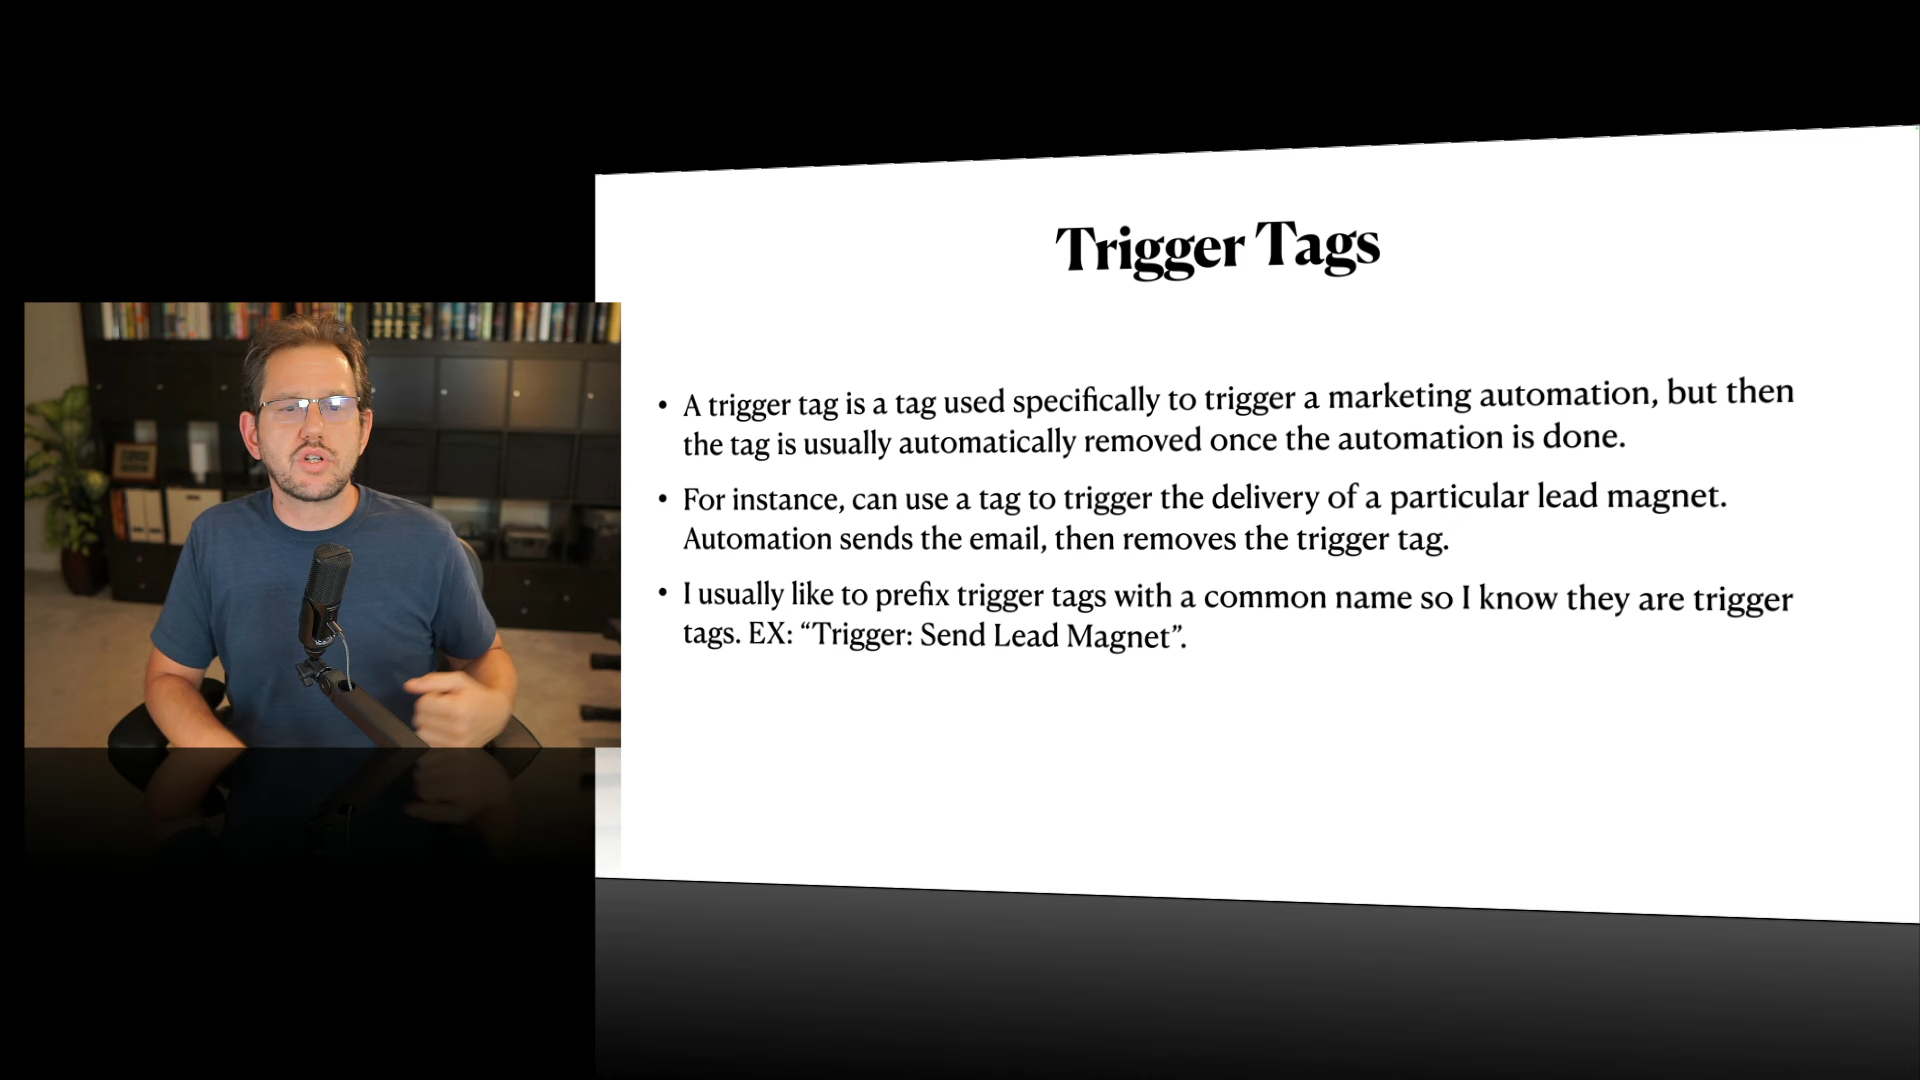 Trigger Tags
• A trigger tag is a tag used specifically to trigger a marketing automation, but then
the tag is usually automatically removed once the automation is done.
• For instance, can use a tag to trigger the delivery of a particular lead magnet.
Automation sends the email, then removes the trigger tag.
• I usually like to prefix trigger tags with a common name so I know they are trigger
tags. EX: “Trigger: Send Lead Magnet”.